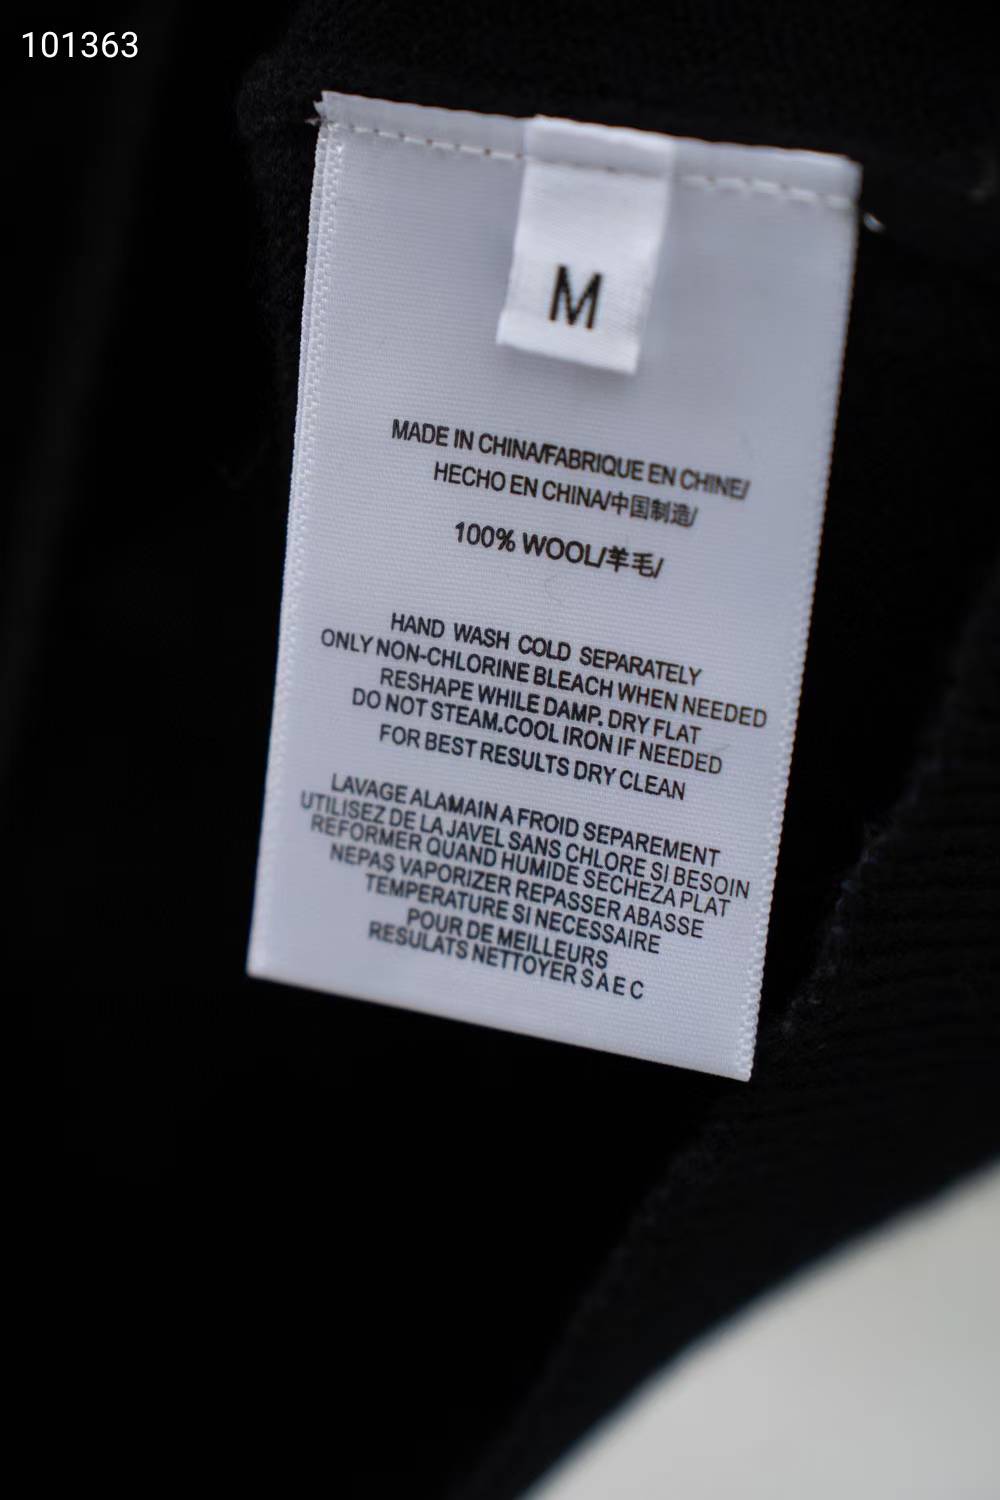 101363
M
MADE IN CHINA/FABRIQUE EN CHINE/
HECHO EN CHINA/中国制造/
100% WOOL/羊毛/
HAND WASH COLD SEPARATELY
ONLY NON-CHLORINE BLEACH WHEN NEEDED
RESHAPE WHILE DAMP. DRY FLAT
DO NOT STEAM.COOL IRON IF NEEDED
FOR BEST RESULTS DRY CLEAN
LAVAGE ALAMAIN A FROID SEPAREMENT
UTILISEZ DE LA JAVEL SANS CHLORE SI BESOIN
REFORMER QUAND HUMIDE SECHEZA PLAT
NEPAS VAPORIZER REPASSER ABASSE
TEMPERATURE SI NECESSAIRE
POUR DE MEILLEURS
RESULATS NETTOYER S A E C